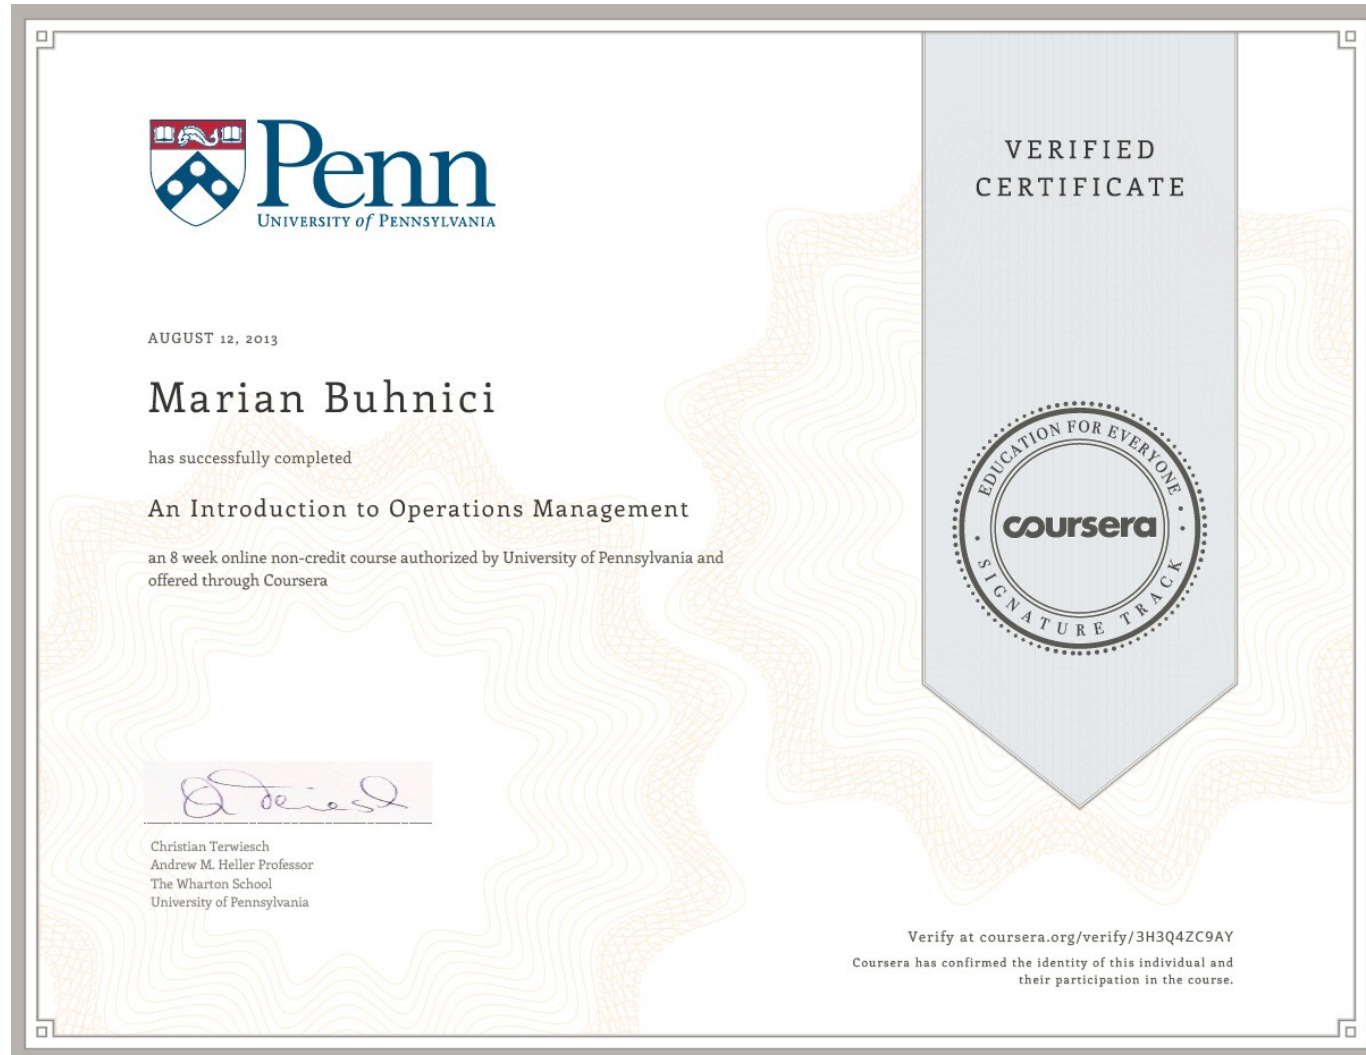 Penn
UNIVERSITY of PENNSYLVANIA
VERIFIED
CERTIFICATE
AUGUST 12, 2013
Marian Buhnici
has successfully completed
An Introduction to Operations Management
an 8 week online non-credit course authorized by University of Pennsylvania and
offered through Coursera
EDUCATION FOR EVERYONE
coursera
SIGNATURE TRACK
Christian Terwiesch
Andrew M. Heller Professor
The Wharton School
University of Pennsylvania
Verify at coursera.org/verify/3H3Q4ZC9AY
Coursera has confirmed the identity of this individual and
their participation in the course.